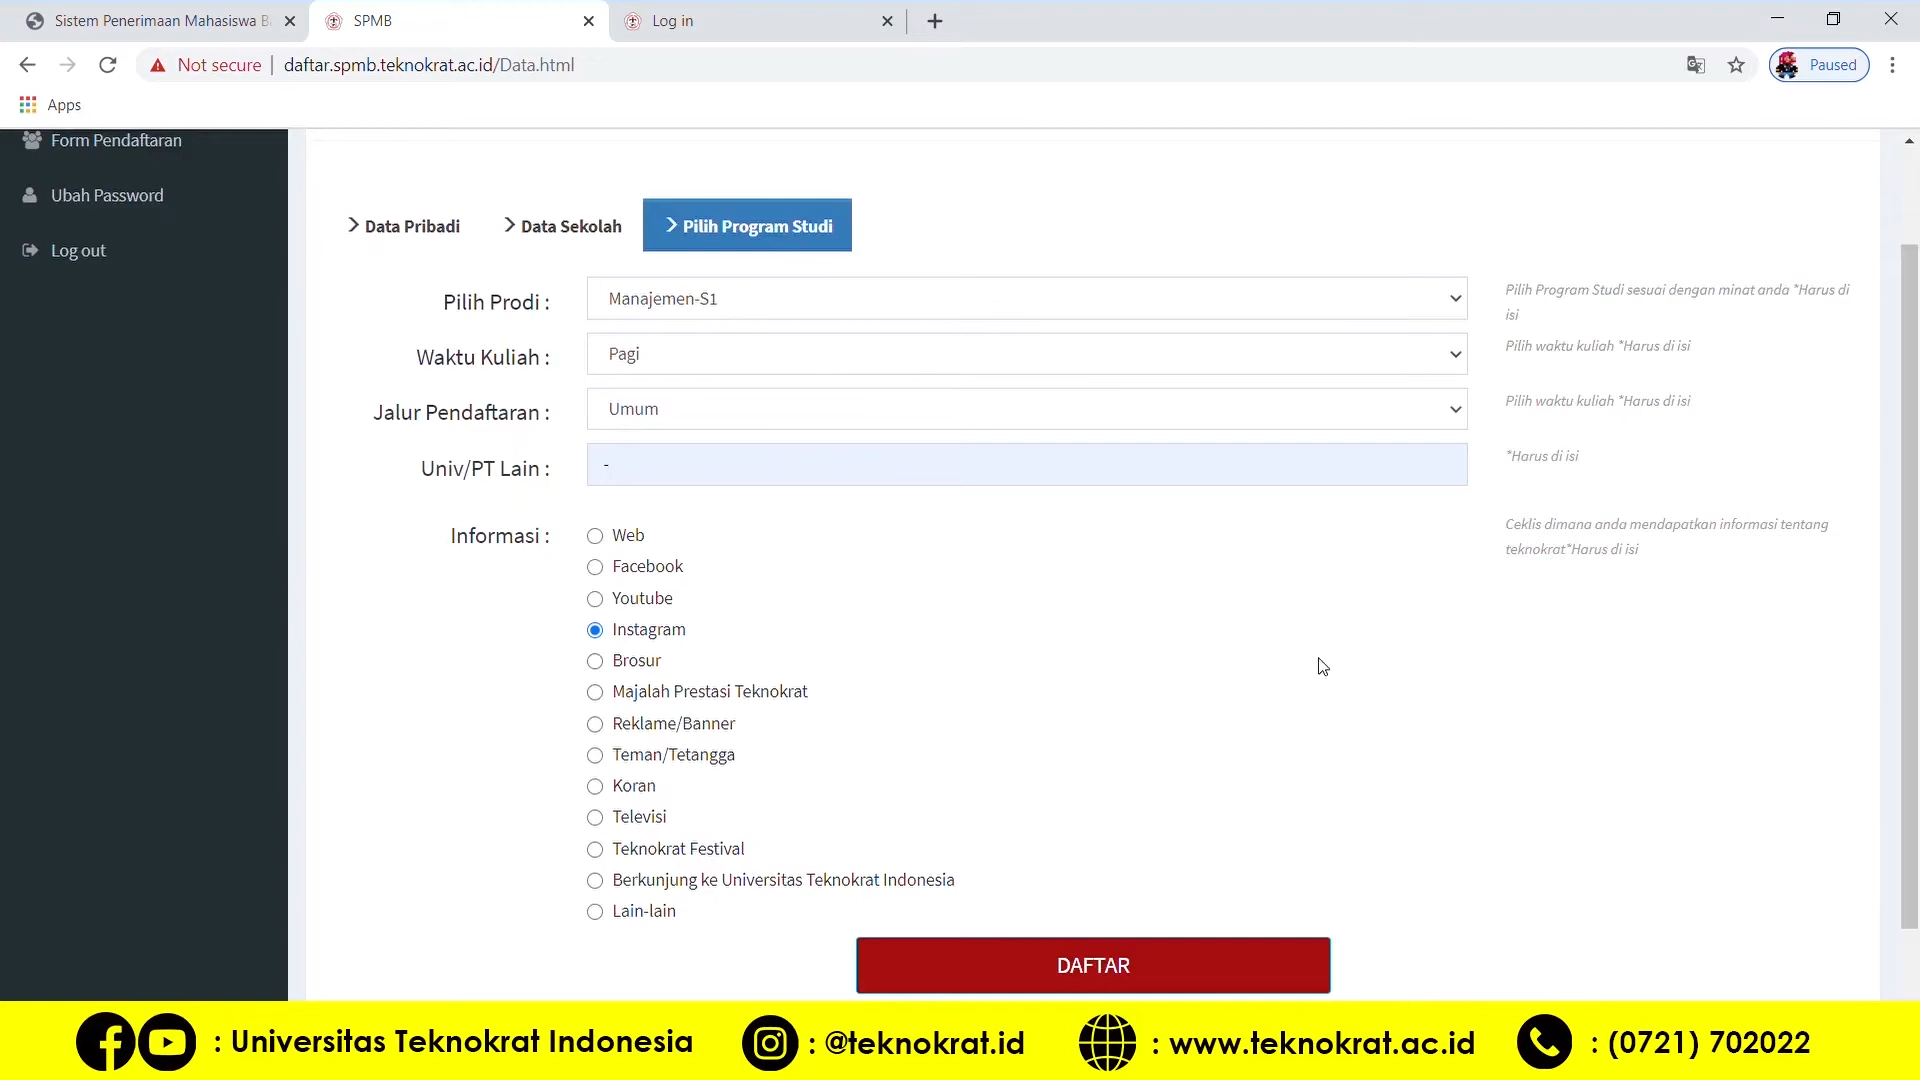 Sistem Penerimaan Mahasiswa B
SPMB
Log in
Not secure
daftar.spmb.teknokrat.ac.id/Data.html
Paused
Apps
Form Pendaftaran
Ubah Password
Log out
Data Pribadi
Data Sekolah
Pilih Program Studi
Pilih Prodi :
Manajemen-S1
Pilih Program Studi sesuai dengan minat anda *Harus di
isi
Waktu Kuliah :
Pagi
Pilih waktu kuliah *Harus di isi
Jalur Pendaftaran :
Umum
Pilih waktu kuliah *Harus di isi
Univ/PT Lain :
-
*Harus di isi
Informasi :
Web
Ceklis dimana anda mendapatkan informasi tentang
teknokrat*Harus di isi
Facebook
Youtube
Instagram
Brosur
Majalah Prestasi Teknokrat
Reklame/Banner
Teman/Tetangga
Koran
Televisi
Teknokrat Festival
Berkunjung ke Universitas Teknokrat Indonesia
Lain-lain
DAFTAR
: Universitas Teknokrat Indonesia
: @teknokrat.id
: www.teknokrat.ac.id
: (0721) 702022